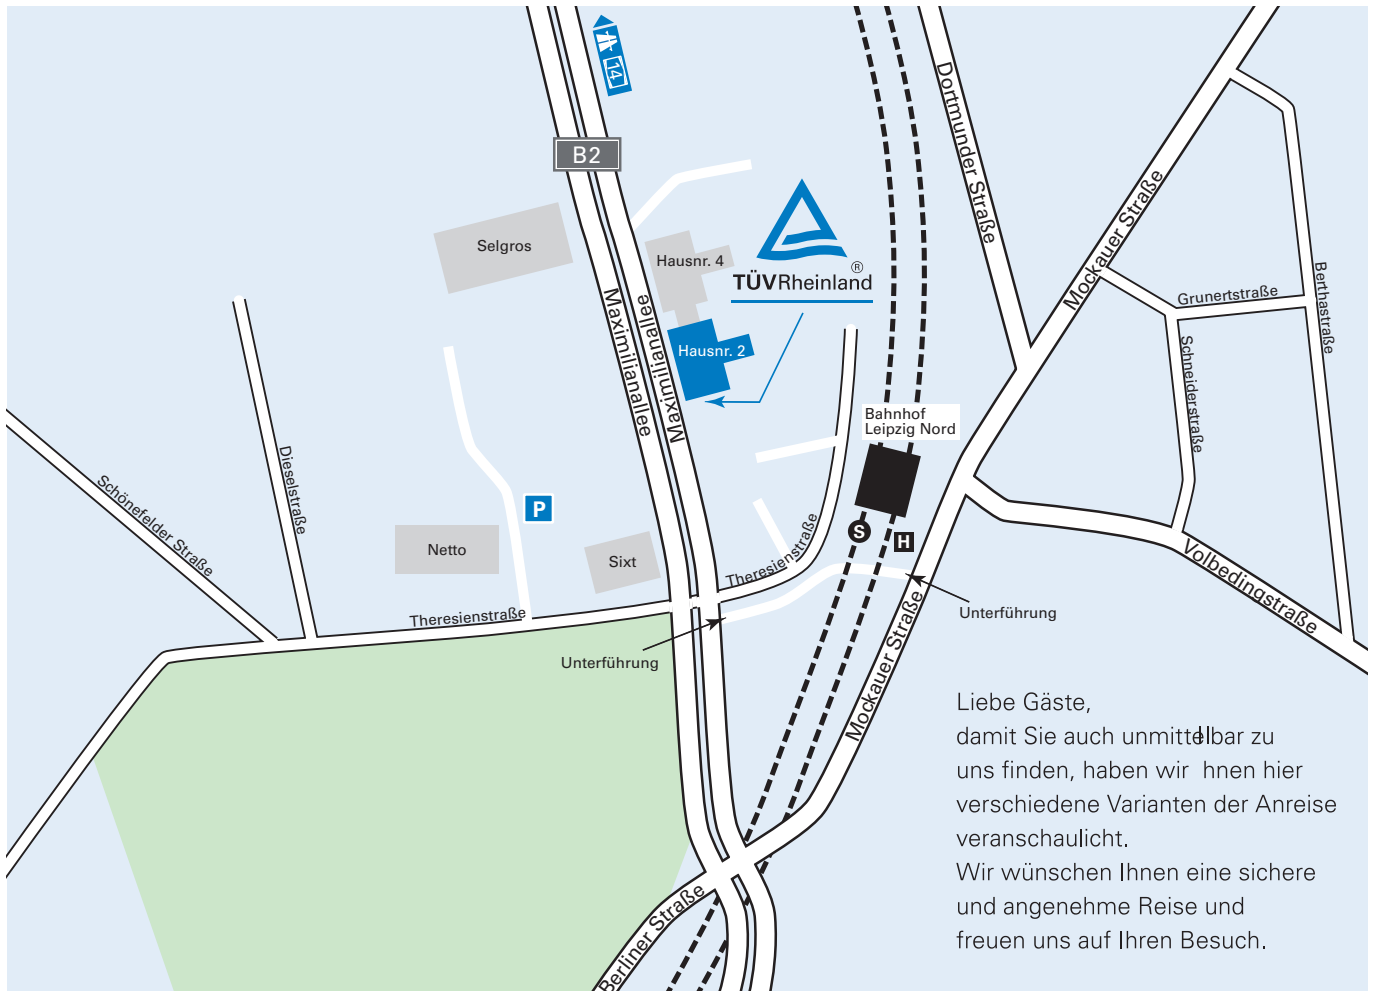 14
B2
Dortmunder Straße
Mockauer Straße
Selgros
Hausnr. 4
®
TÜVRheinland
Maximilianallee
Maximilianallee
Hausnr. 2
Grunertstraße
Berthastraße
Schneiderstraße
Bahnhof
Leipzig Nord
Dieselstraße
Schönefelder Straße
P
Netto
Sixt
S
H
Theresienstraße
Theresienstraße
Volbedingstraße
Unterführung
Unterführung
Mockauer Straße
Berliner Straße
Liebe Gäste,
damit Sie auch unmittelbar zu
uns finden, haben wir hnen hier
verschiedene Varianten der Anreise
veranschaulicht.
Wir wünschen Ihnen eine sichere
und angenehme Reise und
freuen uns auf Ihren Besuch.